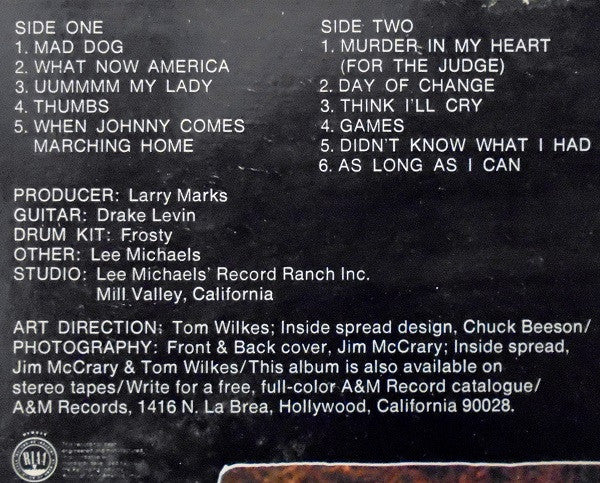 SIDE ONE
1. MAD DOG
2. WHAT NOW AMERICA
3. UUMMMM MY LADY
4. THUMBS
5. WHEN JOHNNY COMES
MARCHING HOME
SIDE TWO
1. MURDER IN MY HEART
(FOR THE JUDGE)
2. DAY OF CHANGE
3. THINK I'LL CRY
4. GAMES
5. DIDN'T KNOW WHAT I HAD
6. AS LONG AS I CAN
PRODUCER: Larry Marks
GUITAR: Drake Levin
DRUM KIT: Frosty
OTHER: Lee Michaels
STUDIO: Lee Michaels' Record Ranch Inc.
Mill Valley, California
ART DIRECTION: Tom Wilkes; Inside spread design, Chuck Beeson/
PHOTOGRAPHY: Front & Back cover, Jim McCrary; Inside spread,
Jim McCrary & Tom Wilkes/This album is also available on
stereo tapes/Write for a free, full-color A&M Record catalogue/
A&M Records, 1416 N. La Brea, Hollywood, California 90028.